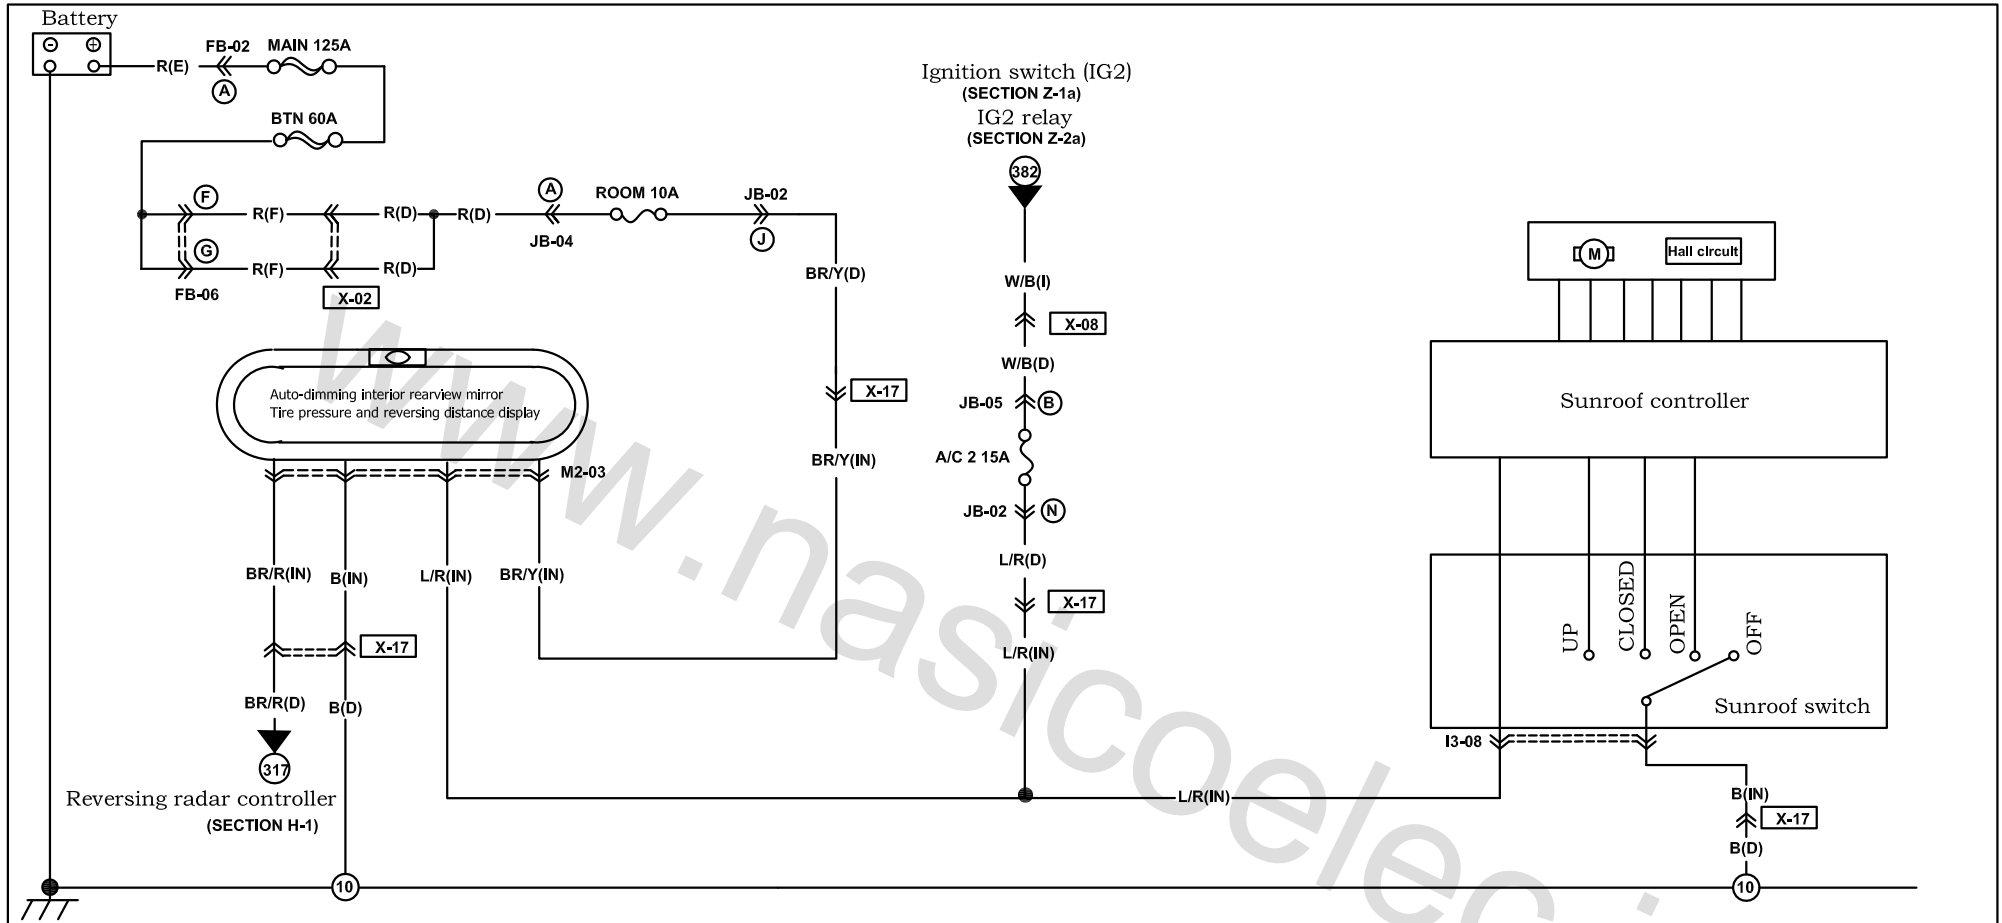 Battery
FB-02 MAIN 125A
R(E)
A
BTN 60A
F
R(F) R(D) R(D)
G
R(F) R(D)
FB-06
X-02
A
JB-04
ROOM 10A
JB-02
J
BR/Y(D)
X-17
BR/Y(IN)
Auto-dimming interior rearview mirror
Tire pressure and reversing distance display
M2-03
BR/R(IN) B(IN) L/R(IN) BR/Y(IN)
X-17
BR/R(D) B(D)
317
Reversing radar controller
(SECTION H-1)
10
Ignition switch (IG2)
(SECTION Z-1a)
IG2 relay
(SECTION Z-2a)
382
W/B(I)
X-08
W/B(D)
JB-05 B
A/C 2 15A
JB-02 N
L/R(D)
X-17
L/R(IN)
L/R(IN)
M Hall circuit
Sunroof controller
UP CLOSED OPEN OFF
Sunroof switch
I3-08
B(IN)
X-17
B(D)
10
www.nasicoelec.i